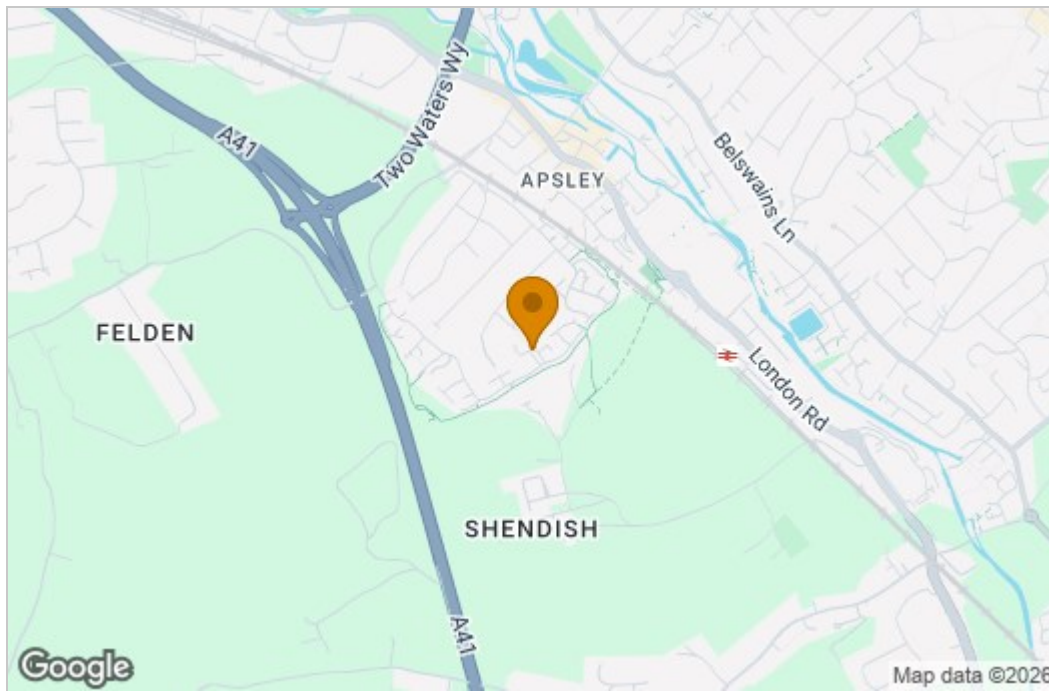 A41
Two Waters Wy
APSLEY
Belswains Ln
FELDEN
London Rd
SHENDISH
A41
Google
Map data ©2026